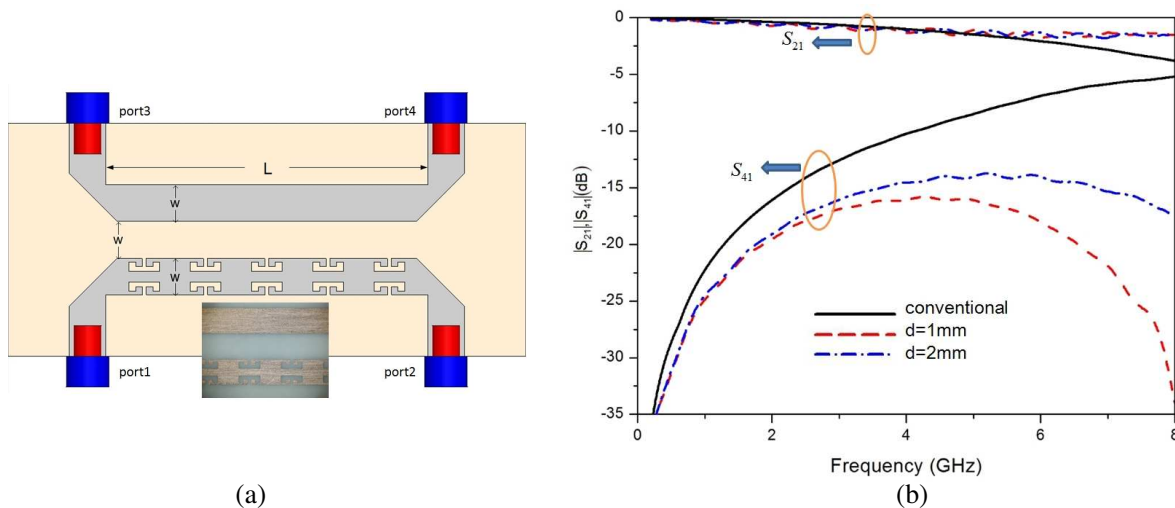 port3
port4
L
w
w
w
port1
port2
(a)
|S₂₁|,|S₄₁|(dB)
0
-5
-10
-15
-20
-25
-30
-35
S₂₁
S₄₁
conventional
d=1mm
d=2mm
0
2
4
6
8
Frequency (GHz)
(b)